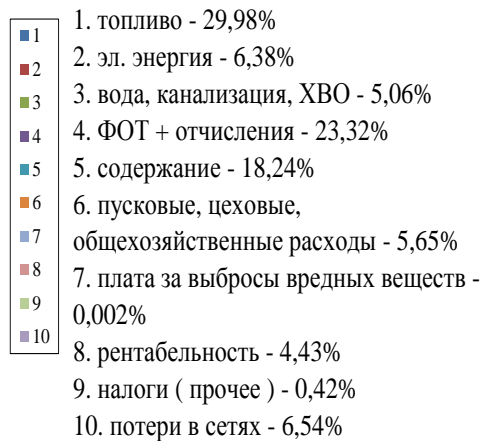 1
2
3
4
5
6
7
8
9
10
1. топливо - 29,98%
2. эл. энергия - 6,38%
3. вода, канализация, ХВО - 5,06%
4. ФОТ + отчисления - 23,32%
5. содержание - 18,24%
6. пусковые, цеховые,
общехозяйственные расходы - 5,65%
7. плата за выбросы вредных веществ -
0,002%
8. рентабельность - 4,43%
9. налоги ( прочее ) - 0,42%
10. потери в сетях - 6,54%